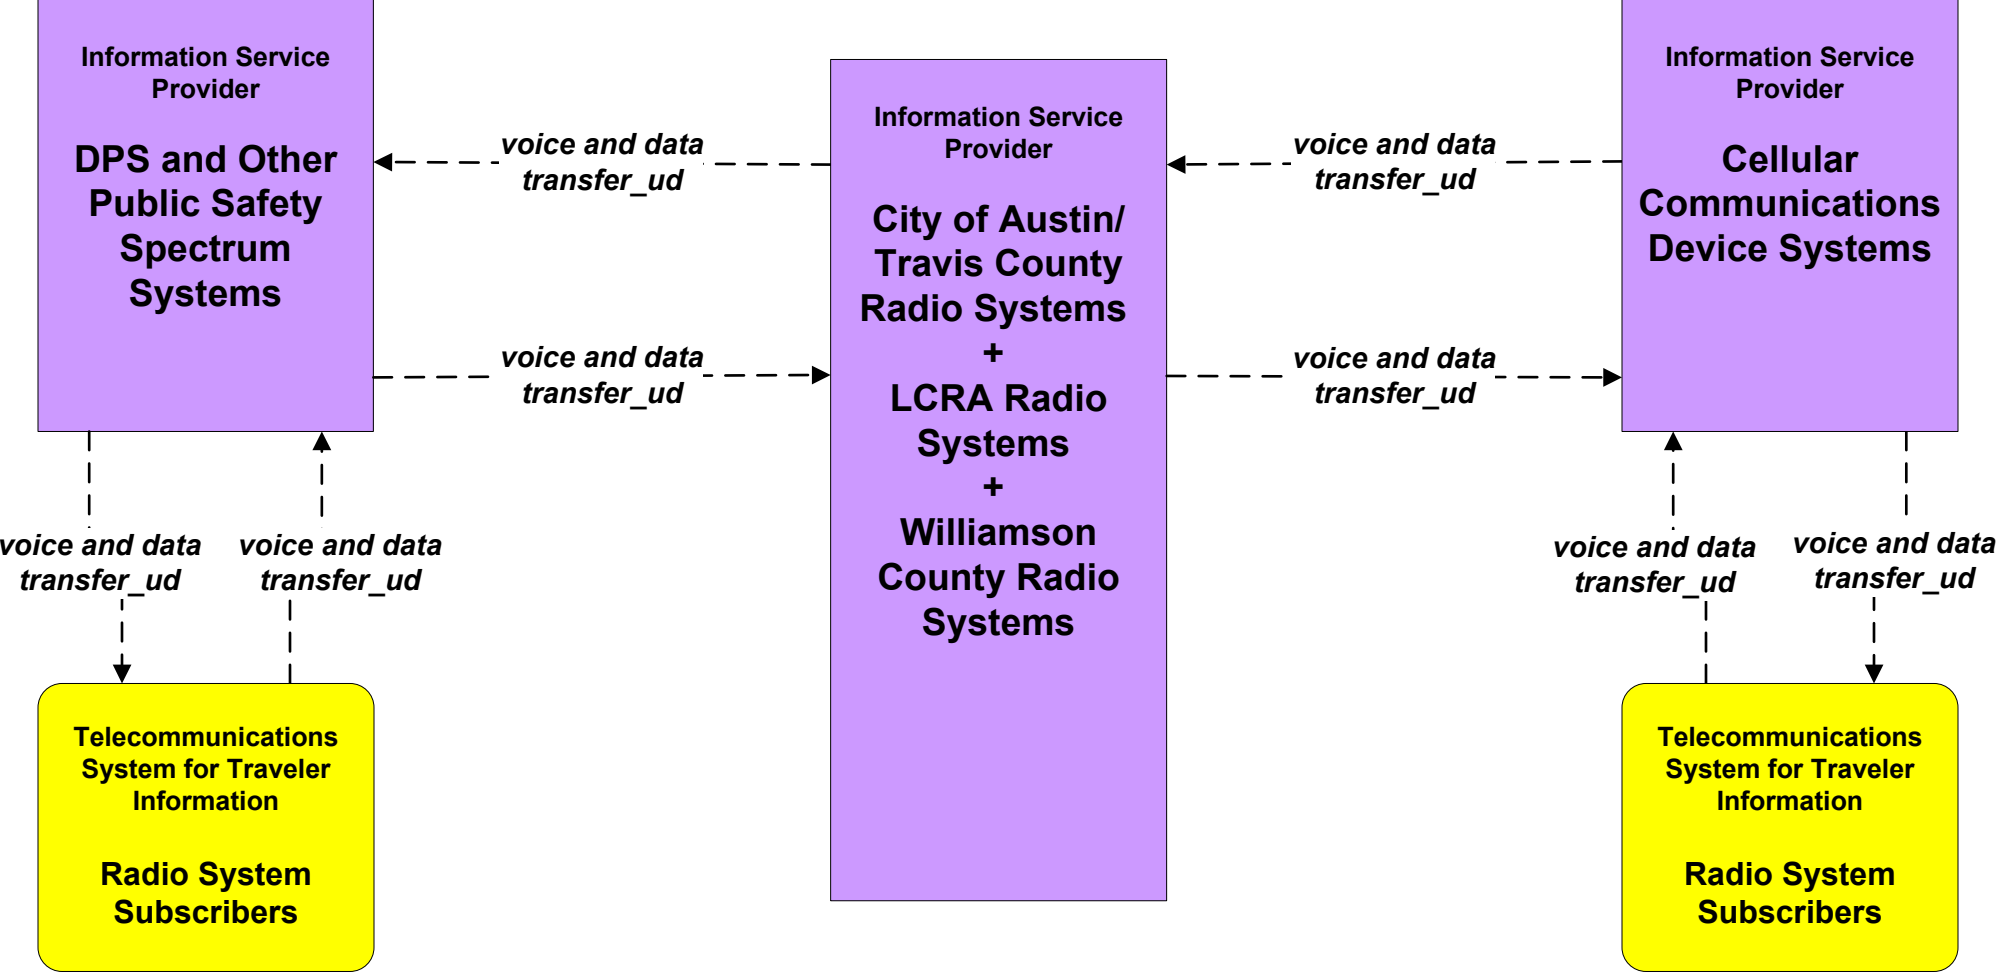 Information Service
Provider
DPS and Other
Public Safety
Spectrum
Systems
voice and data
transfer_ud
voice and data
transfer_ud
voice and data
transfer_ud
voice and data
transfer_ud
Telecommunications
System for Traveler
Information
Radio System
Subscribers
Information Service
Provider
City of Austin/
Travis County
Radio Systems
+
LCRA Radio
Systems
+
Williamson
County Radio
Systems
voice and data
transfer_ud
voice and data
transfer_ud
Information Service
Provider
Cellular
Communications
Device Systems
voice and data
transfer_ud
voice and data
transfer_ud
Telecommunications
System for Traveler
Information
Radio System
Subscribers